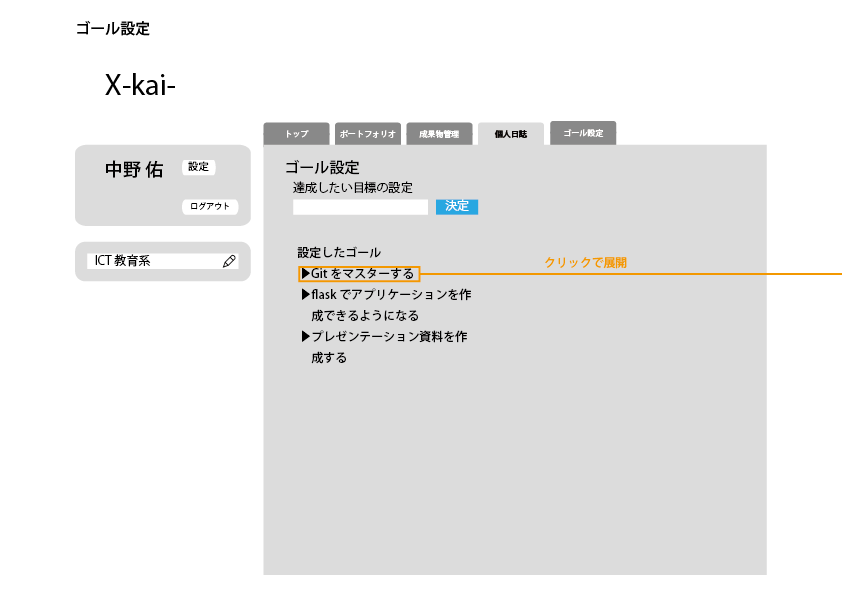 ゴール設定
X-kai-
トップ
ポートフォリオ
成果物管理
個人日誌
ゴール設定
中野 佑
設定
ログアウト
ICT 教育系
ゴール設定
達成したい目標の設定
決定
設定したゴール
クリックで展開
▶Git をマスターする
▶flask でアプリケーションを作
成できるようになる
▶プレゼンテーション資料を作
成する